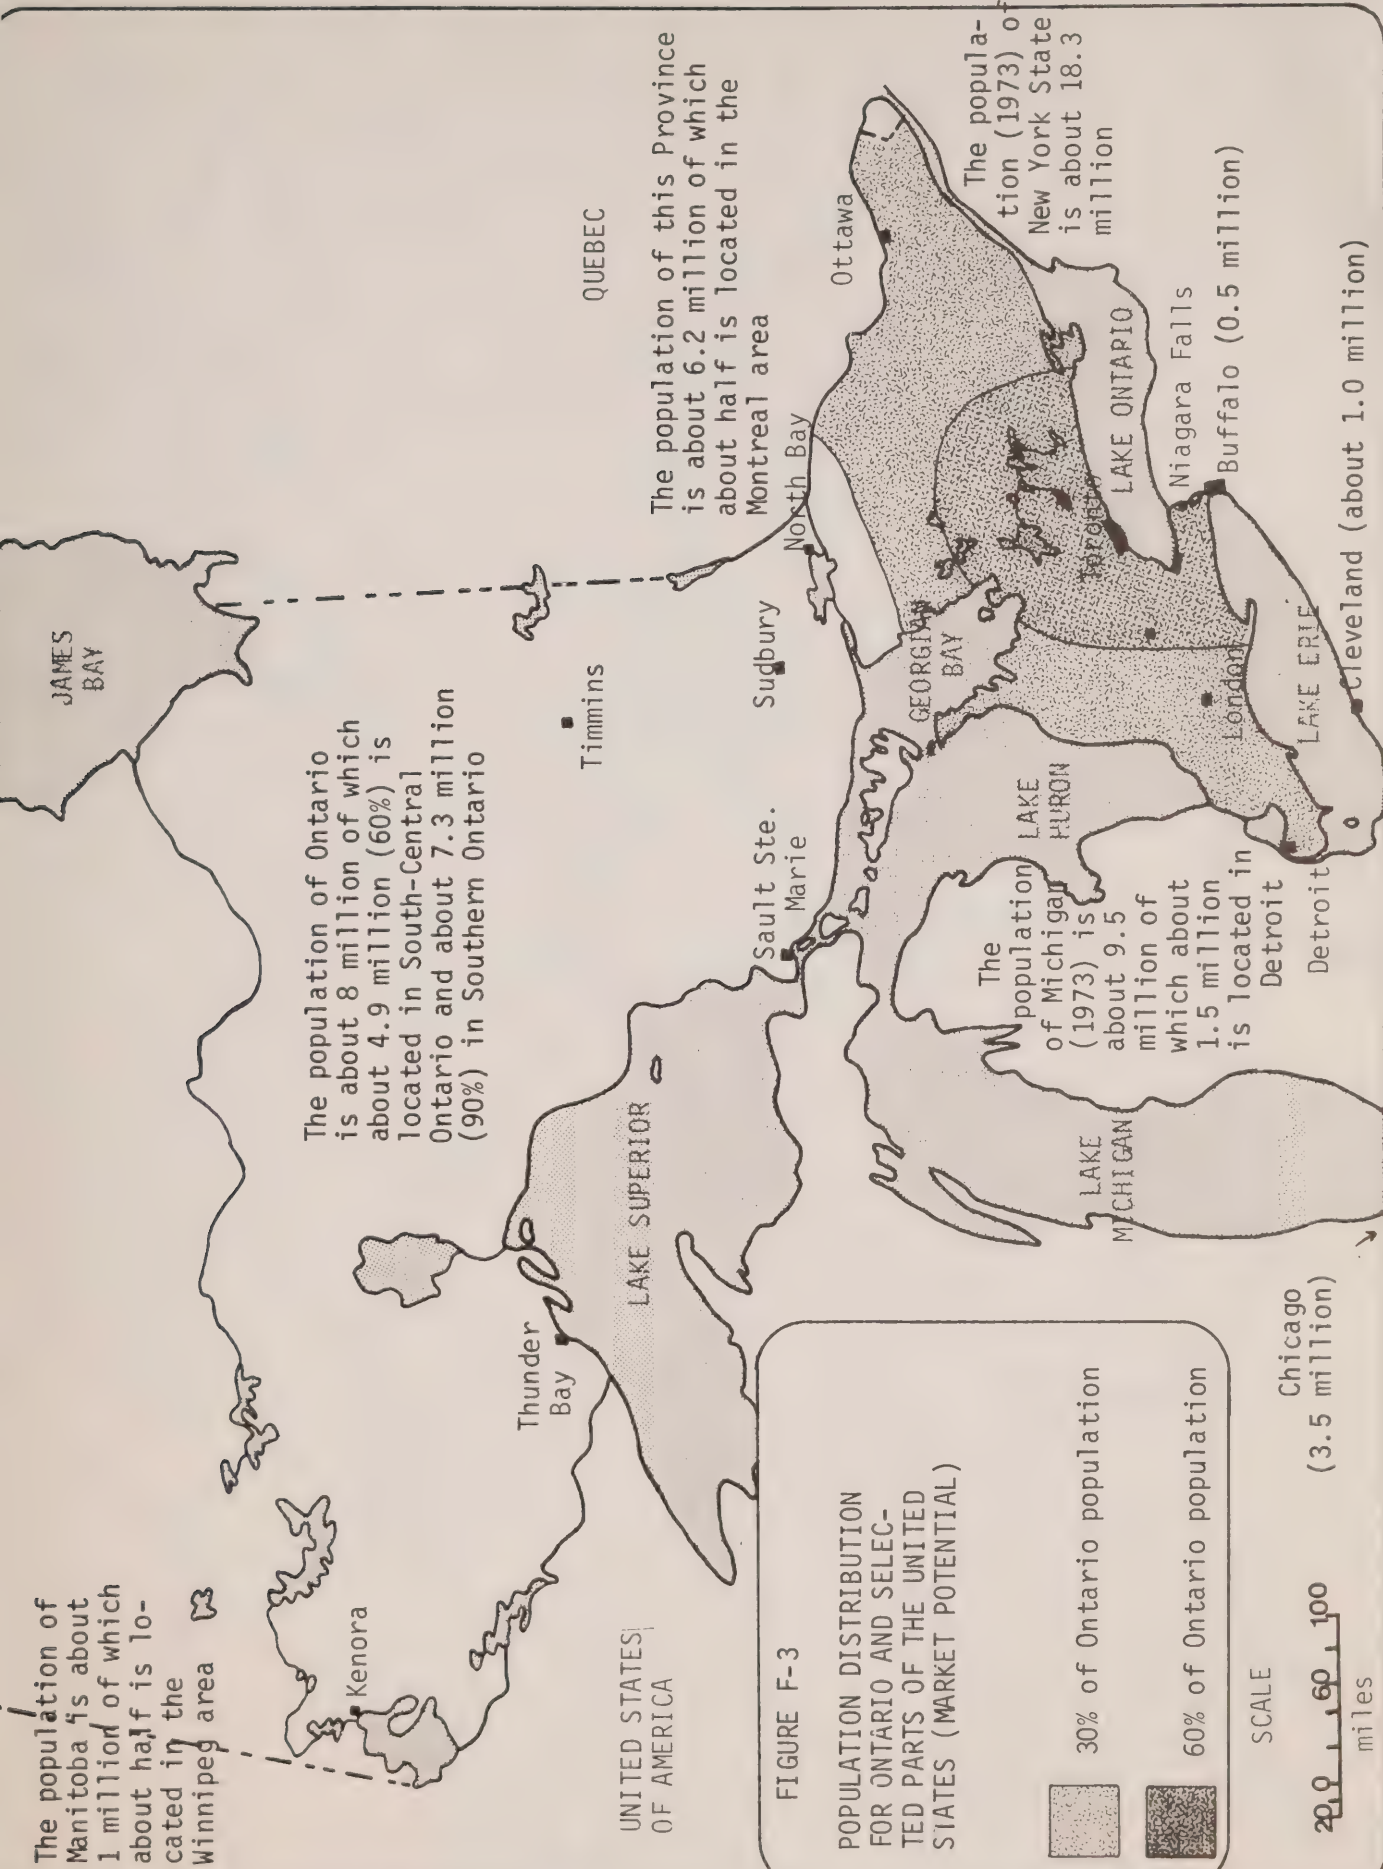 The population of
Manitoba is about
1 million of which
about half is lo-
cated in the
Winnipeg area
Kenora
UNITED STATES
OF AMERICA
JAMES
BAY
The population of Ontario
is about 8 million of which
about 4.9 million (60%) is
located in South-Central
Ontario and about 7.3 million
(90%) in Southern Ontario
Timmins
QUEBEC
The population of this Province
is about 6.2 million of which
about half is located in the
Montreal area
Thunder
Bay
LAKE SUPERIOR
Sault Ste.
Marie
Sudbury
North Bay
Ottawa
GEORGIAN
BAY
The popula-
tion (1973) of
New York State
is about 18.3
million
LAKE
HURON
The
population
of Michigan
(1973) is
about 9.5
million of
which about
1.5 million
is located in
Detroit
Detroit
LAKE
MICHIGAN
Toronto
LAKE ONTARIO
Niagara Falls
Buffalo (0.5 million)
London
LAKE ERIE
Cleveland (about 1.0 million)
Chicago
(3.5 million)
FIGURE F-3
POPULATION DISTRIBUTION
FOR ONTARIO AND SELEC-
TED PARTS OF THE UNITED
STATES (MARKET POTENTIAL)
30% of Ontario population
60% of Ontario population
SCALE
20 0 60 100
miles